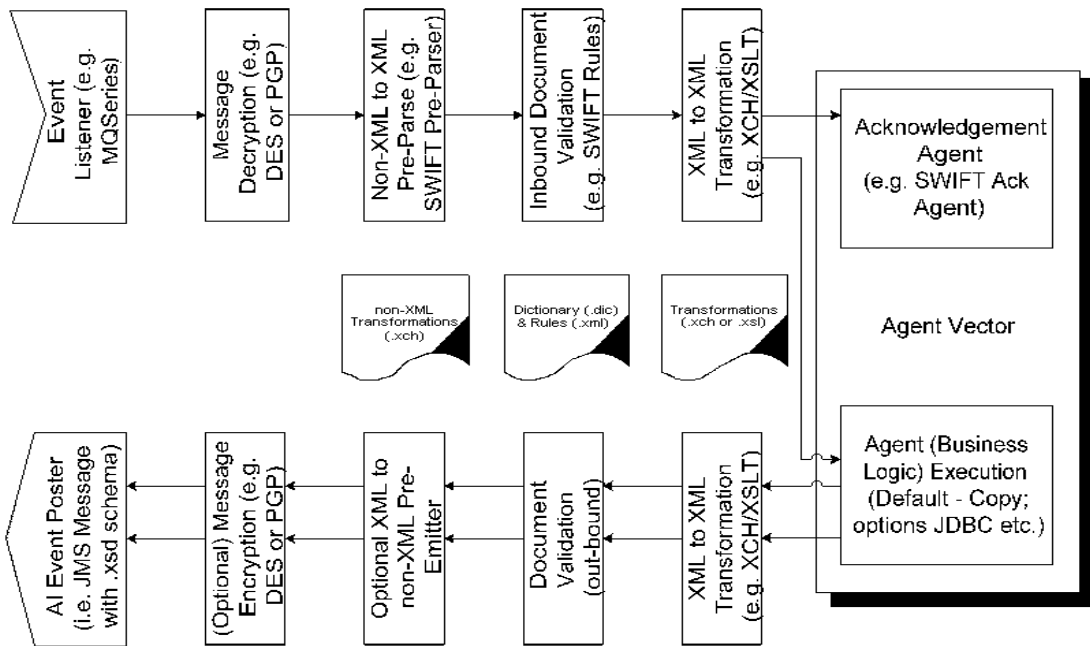 Event
Listener (e.g.
MQSeries)
Message
Decryption (e.g.
DES or PGP)
Non-XML to XML
Pre-Parse (e.g.
SWIFT Pre-Parser)
Inbound Document
Validation
(e.g. SWIFT Rules)
XML to XML
Transformation
(e.g. XCH/XSLT)
Acknowledgement
Agent
(e.g. SWIFT Ack
Agent)
non-XML
Transformations
(.xch)
Dictionary (.dic)
& Rules (.xml)
Transformations
(.xch or .xsl)
Agent Vector
AI Event Poster
(i.e. JMS Message
with .xsd schema)
(Optional) Message
Encryption (e.g.
DES or PGP)
Optional XML to
non-XML Pre-
Emitter
Document
Validation
(out-bound)
XML to XML
Transformation
(e.g. XCH/XSLT)
Agent (Business
Logic) Execution
(Default - Copy;
options JDBC etc.)